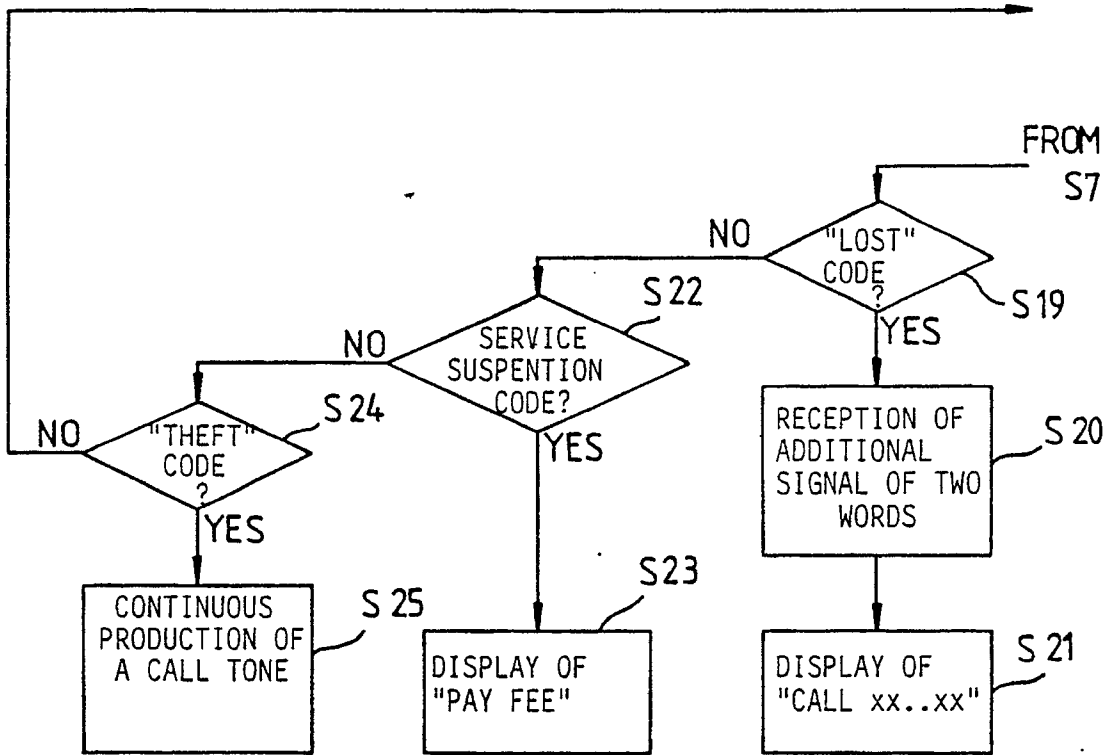 FROM
S7
"LOST"
CODE
?
NO
YES
S19
S22
SERVICE
SUSPENTION
CODE?
NO
YES
S24
"THEFT"
CODE
?
NO
YES
RECEPTION OF
ADDITIONAL
SIGNAL OF TWO
WORDS
S20
CONTINUOUS
PRODUCTION OF
A CALL TONE
S25
S23
DISPLAY OF
"PAY FEE"
S21
DISPLAY OF
"CALL xx..xx"